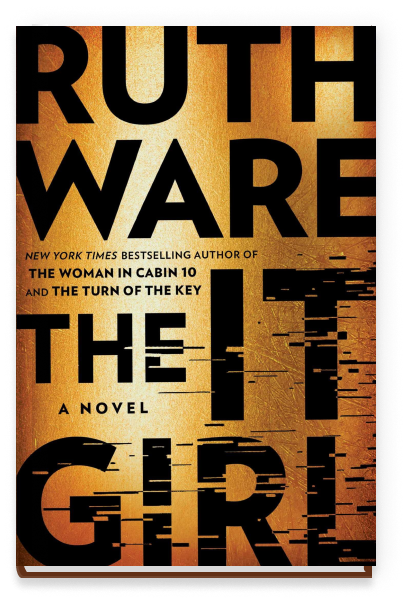 RUTH
WARE
NEW YORK TIMES BESTSELLING AUTHOR OF
THE WOMAN IN CABIN 10
AND THE TURN OF THE KEY
THE IT
A NOVEL
GIRL